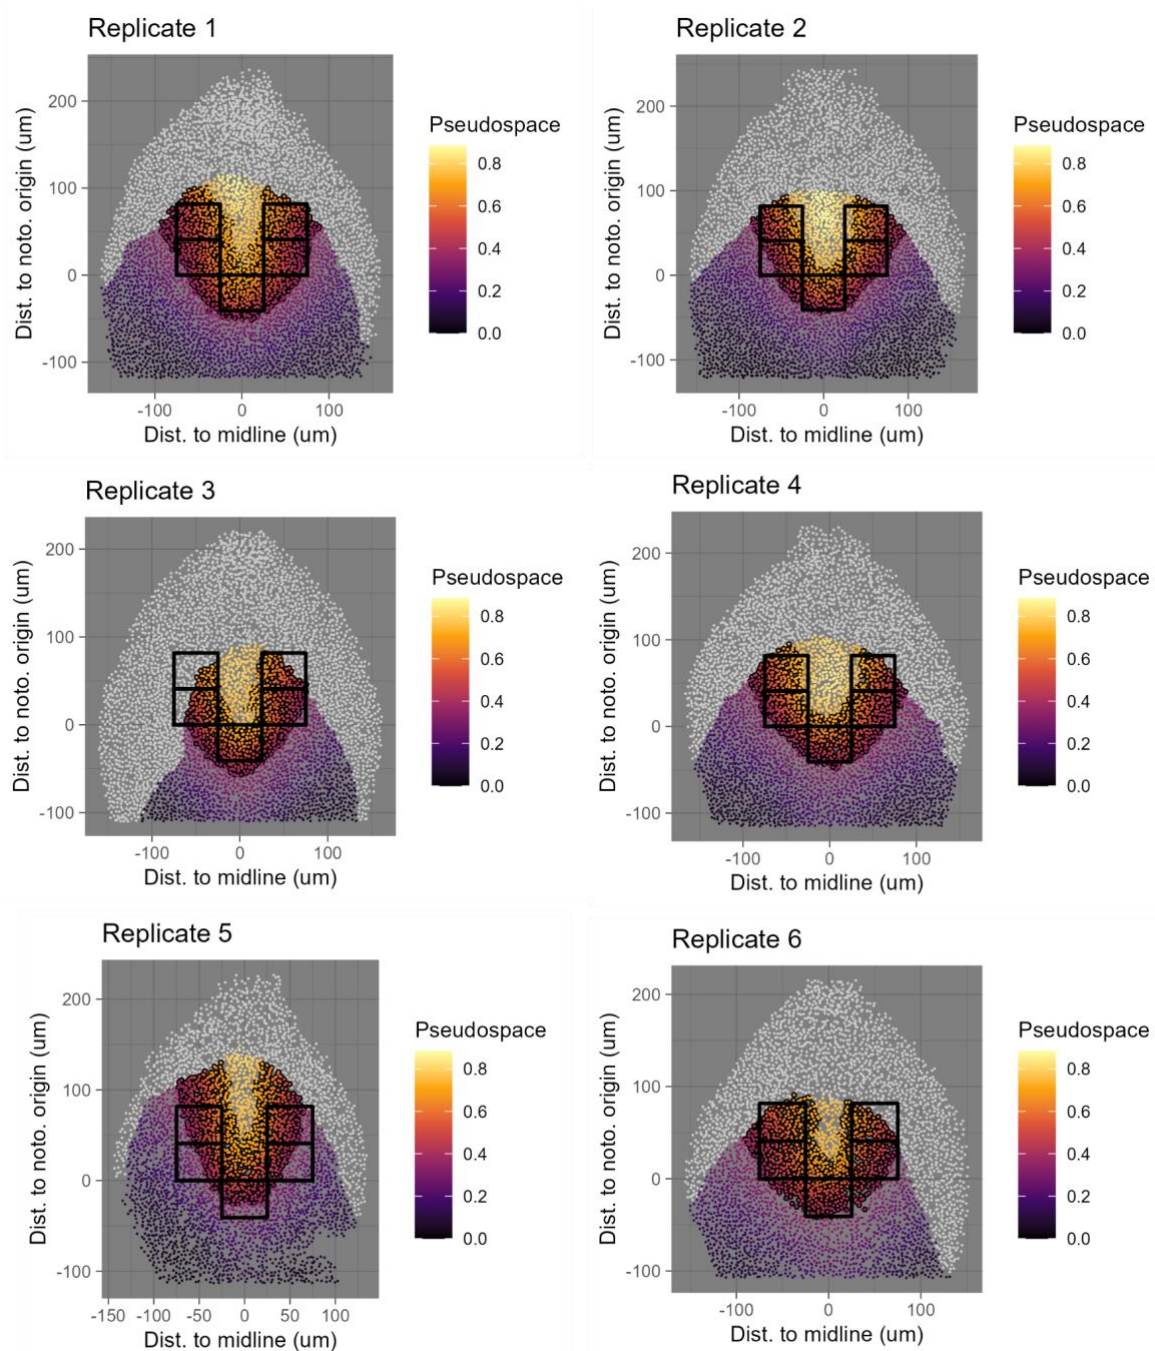 Replicate 1
Dist. to noto. origin (um)
200
100
0
-100
-100 0 100
Dist. to midline (um)
Pseudospace
0.8
0.6
0.4
0.2
0.0
Replicate 2
Dist. to noto. origin (um)
200
100
0
-100
-100 0 100
Dist. to midline (um)
Pseudospace
0.8
0.6
0.4
0.2
0.0
Replicate 3
Dist. to noto. origin (um)
200
100
0
-100
-100 0 100
Dist. to midline (um)
Pseudospace
0.8
0.6
0.4
0.2
0.0
Replicate 4
Dist. to noto. origin (um)
200
100
0
-100
-100 0 100
Dist. to midline (um)
Pseudospace
0.8
0.6
0.4
0.2
0.0
Replicate 5
Dist. to noto. origin (um)
200
100
0
-100
-150 -100 -50 0 50 100
Dist. to midline (um)
Pseudospace
0.8
0.6
0.4
0.2
0.0
Replicate 6
Dist. to noto. origin (um)
200
100
0
-100
-100 0 100
Dist. to midline (um)
Pseudospace
0.8
0.6
0.4
0.2
0.0